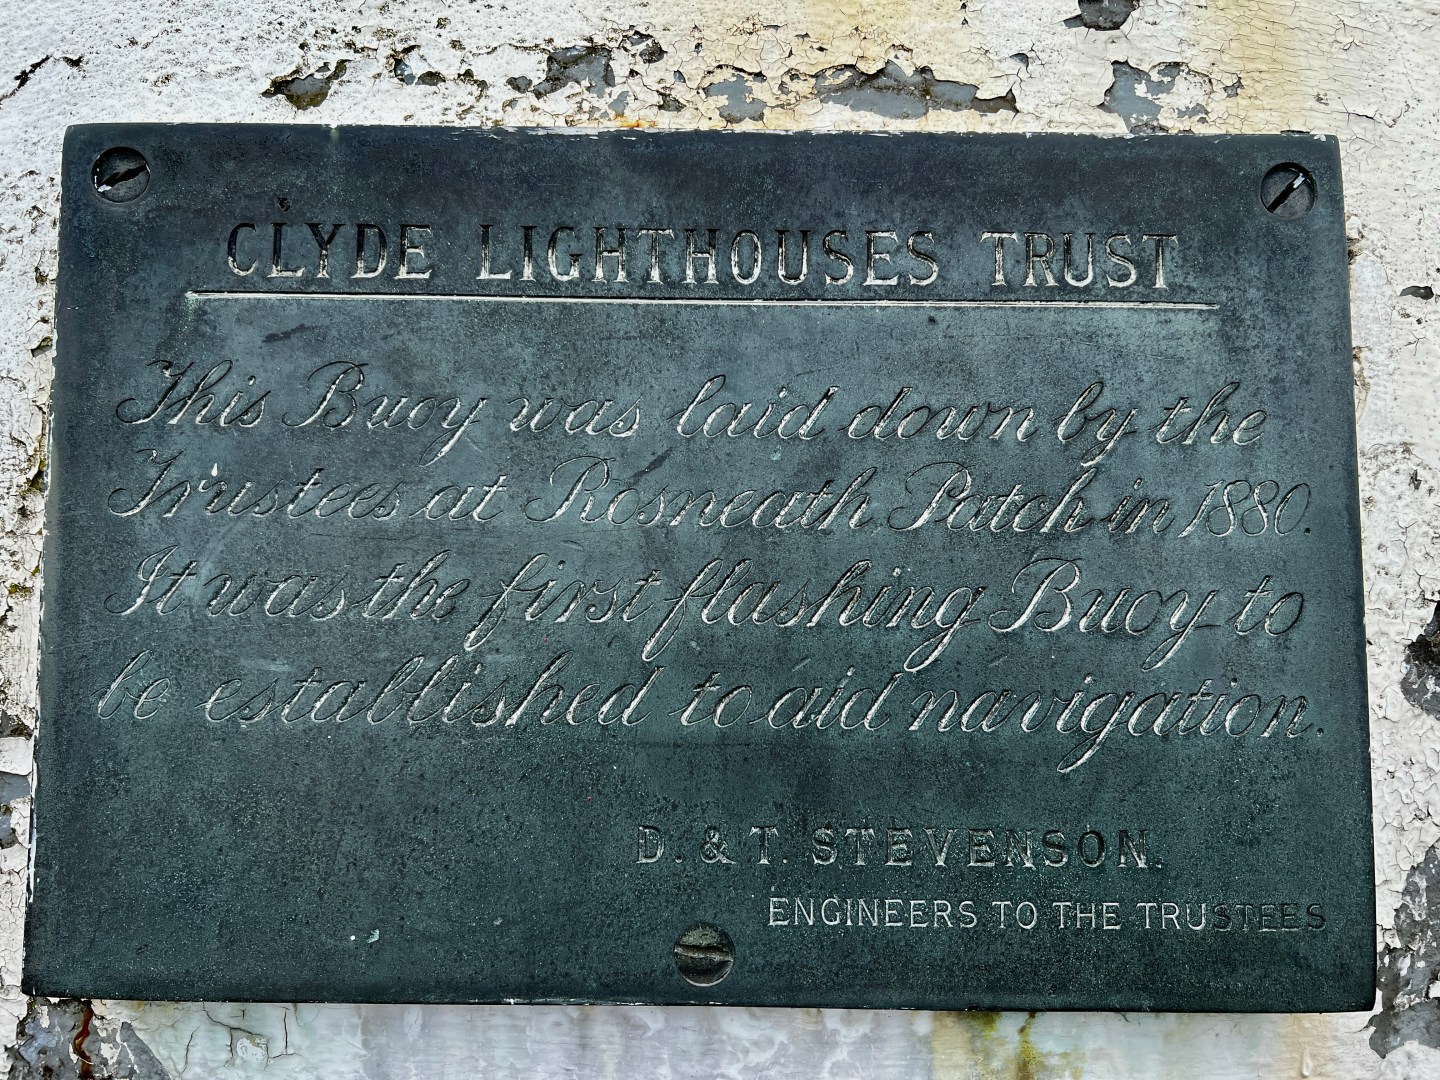 CLYDE LIGHTHOUSES TRUST
This Buoy was laid down by the
Trustees at Rosneath Patch in 1880.
It was the first flashing Buoy to
be established to aid navigation.
D. & T. STEVENSON.
ENGINEERS TO THE TRUSTEES